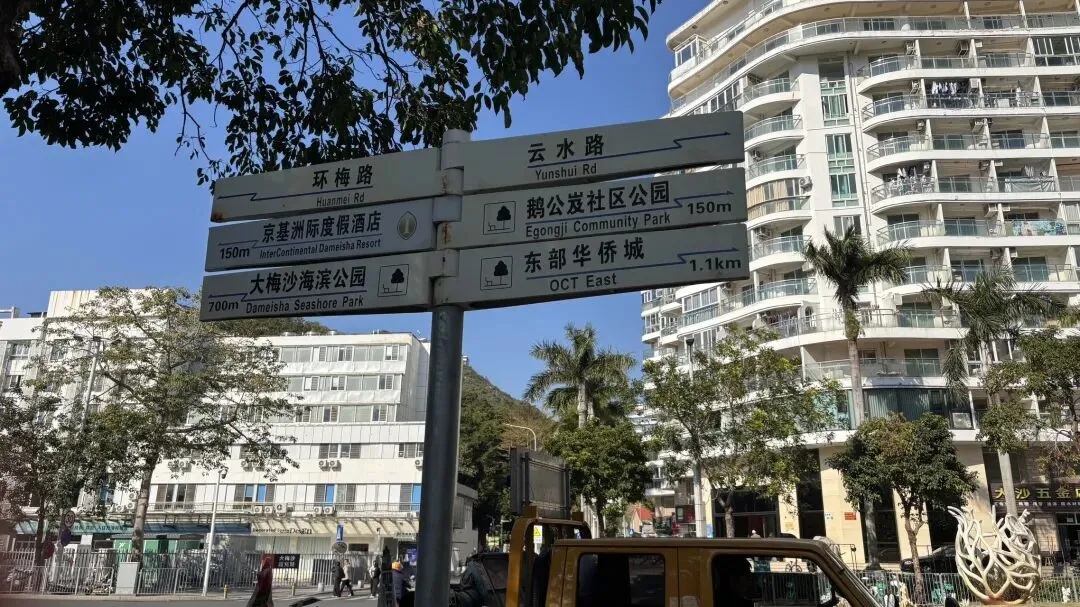 环梅路
Huanmei Rd
京基洲际度假酒店
150m InterContinental Dameisha Resort
大梅沙海滨公园
700m Dameisha Seashore Park
云水路
Yunshui Rd
鹅公岌社区公园
Egongji Community Park 150m
东部华侨城
OCT East 1.1km